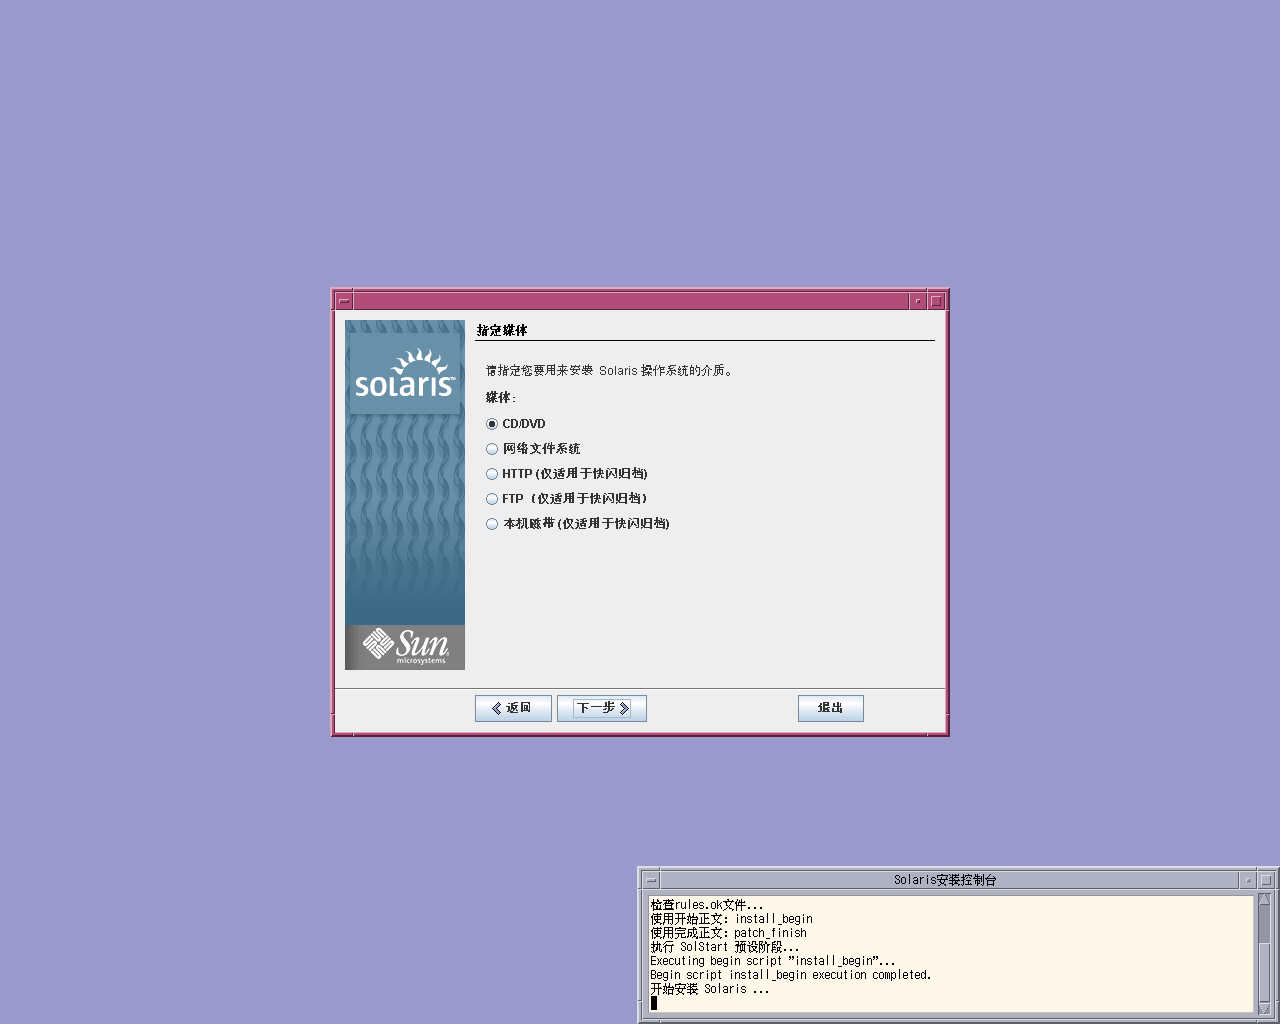 指定媒体
solaris™
请指定您要用来安装 Solaris 操作系统的介质。
媒体：
CD/DVD
网络文件系统
HTTP (仅适用于快闪归档)
FTP（仅适用于快闪归档）
本机磁带 (仅适用于快闪归档)
Sun
microsystems
返回
下一步
退出
Solaris安装控制台
检查rules.ok文件...
使用开始正文: install_begin
使用完成正文: patch_finish
执行 SolStart 预设阶段...
Executing begin script "install_begin"...
Begin script install_begin execution completed.
开始安装 Solaris ...